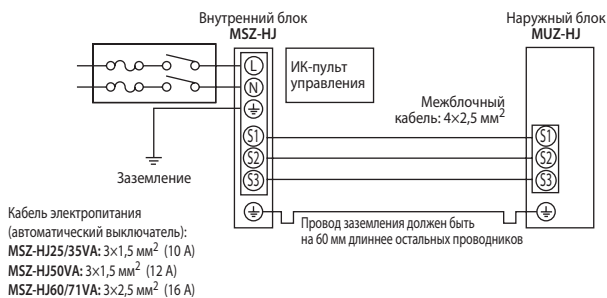 Внутренний блок
MSZ-HJ
Наружный блок
MUZ-HJ
L
N
ИК-пульт
управления
Межблочный
кабель: 4×2,5 мм²
S1
S2
S3
S1
S2
S3
Заземление
Провод заземления должен быть
на 60 мм длиннее остальных проводников
Кабель электропитания
(автоматический выключатель):
MSZ-HJ25/35VA: 3×1,5 мм² (10 А)
MSZ-HJ50VA: 3×1,5 мм² (12 А)
MSZ-HJ60/71VA: 3×2,5 мм² (16 А)